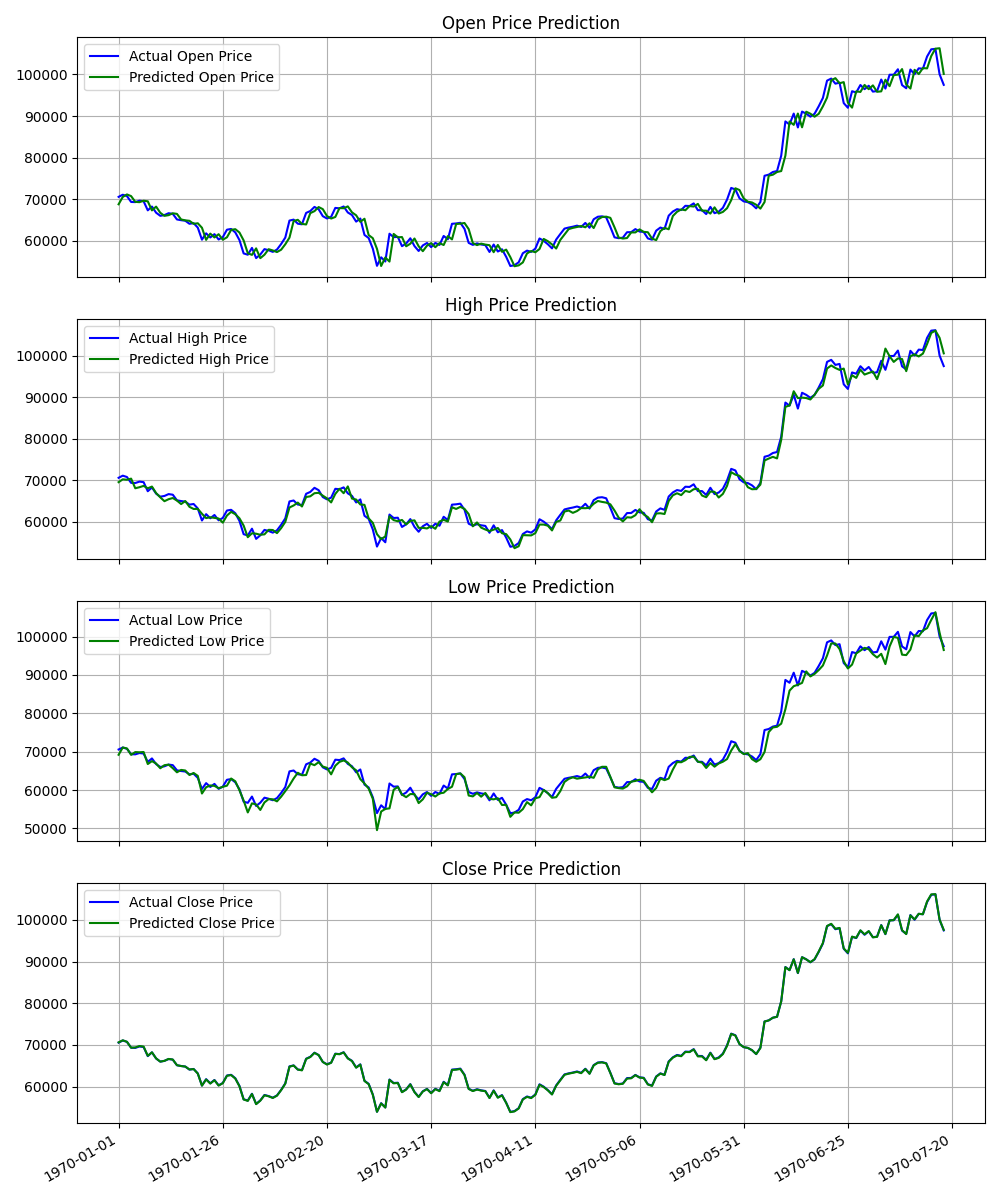 Open Price Prediction
Actual Open Price
Predicted Open Price
100000
90000
80000
70000
60000
High Price Prediction
Actual High Price
Predicted High Price
100000
90000
80000
70000
60000
Low Price Prediction
Actual Low Price
Predicted Low Price
100000
90000
80000
70000
60000
50000
Close Price Prediction
Actual Close Price
Predicted Close Price
100000
90000
80000
70000
60000
1970-01-01
1970-01-26
1970-02-20
1970-03-17
1970-04-11
1970-05-06
1970-05-31
1970-06-25
1970-07-20